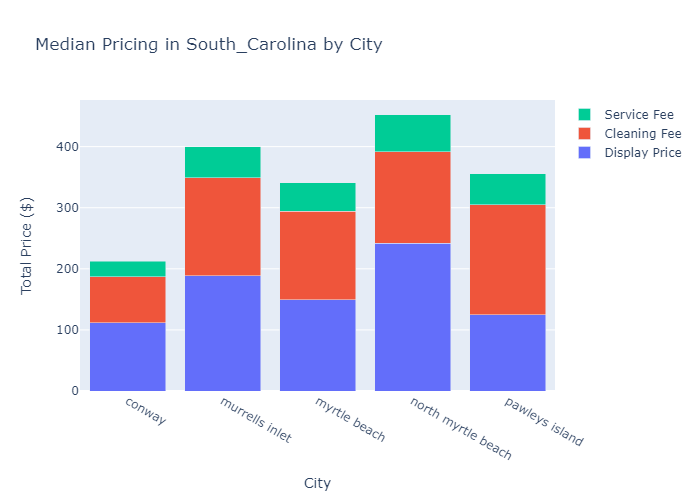 Median Pricing in South_Carolina by City
Service Fee
Cleaning Fee
Display Price
Total Price ($)
400
300
200
100
0
conway
murrells inlet
myrtle beach
north myrtle beach
pawleys island
City